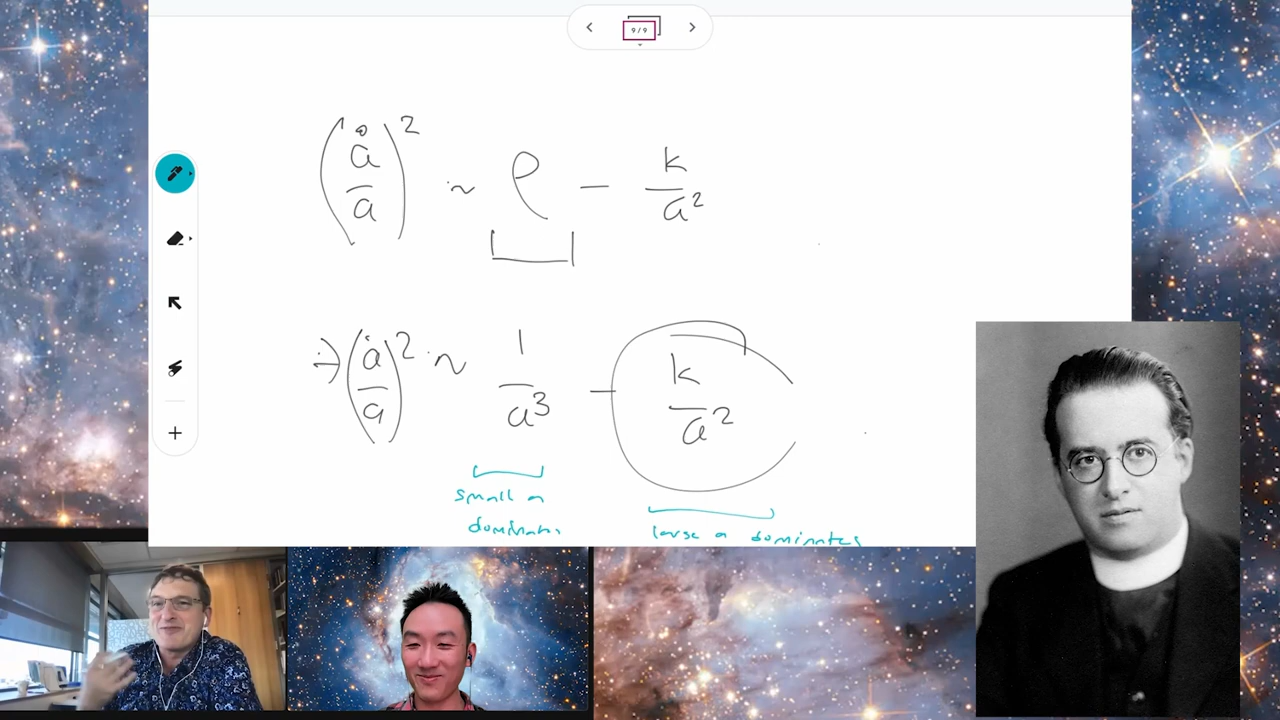 9/9
(ȧ/a)² ~ ρ - k/a²
⇒ (ȧ/a)² ~ 1/a³ - k/a²
small a
dominates
large a dominates